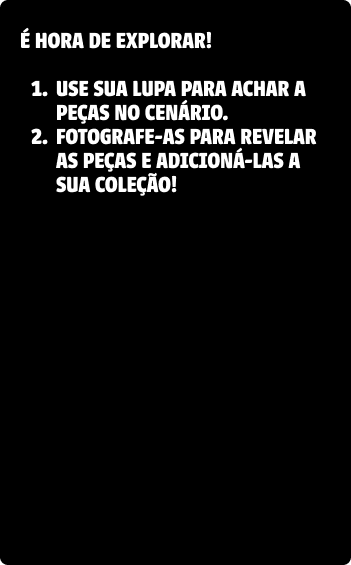 É HORA DE EXPLORAR!
1. USE SUA LUPA PARA ACHAR A
PEÇAS NO CENÁRIO.
2. FOTOGRAFE-AS PARA REVELAR
AS PEÇAS E ADICIONÁ-LAS A
SUA COLEÇÃO!